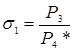 σ₁ = P₃ / P₄*